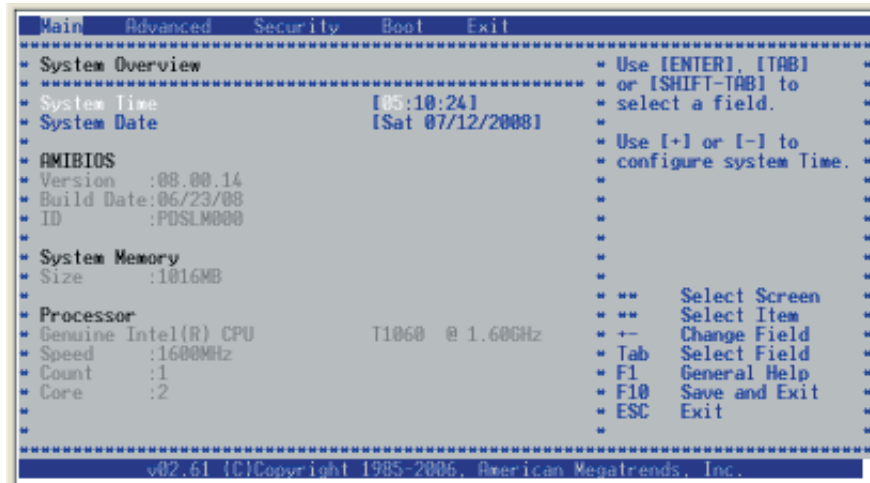 Main Advanced Security Boot Exit
System Overview
System Time [05:10:24]
System Date [Sat 07/12/2008]
AMIBIOS
Version :08.00.14
Build Date:06/23/08
ID :PDSLM000
System Memory
Size :1016MB
Processor
Genuine Intel(R) CPU T1060 @ 1.60GHz
Speed :1600MHz
Count :1
Core :2
Use [ENTER], [TAB]
or [SHIFT-TAB] to
select a field.
Use [+] or [-] to
configure system Time.
Select Screen
Select Item
+- Change Field
Tab Select Field
F1 General Help
F10 Save and Exit
ESC Exit
v02.61 (C)Copyright 1985-2006, American Megatrends, Inc.